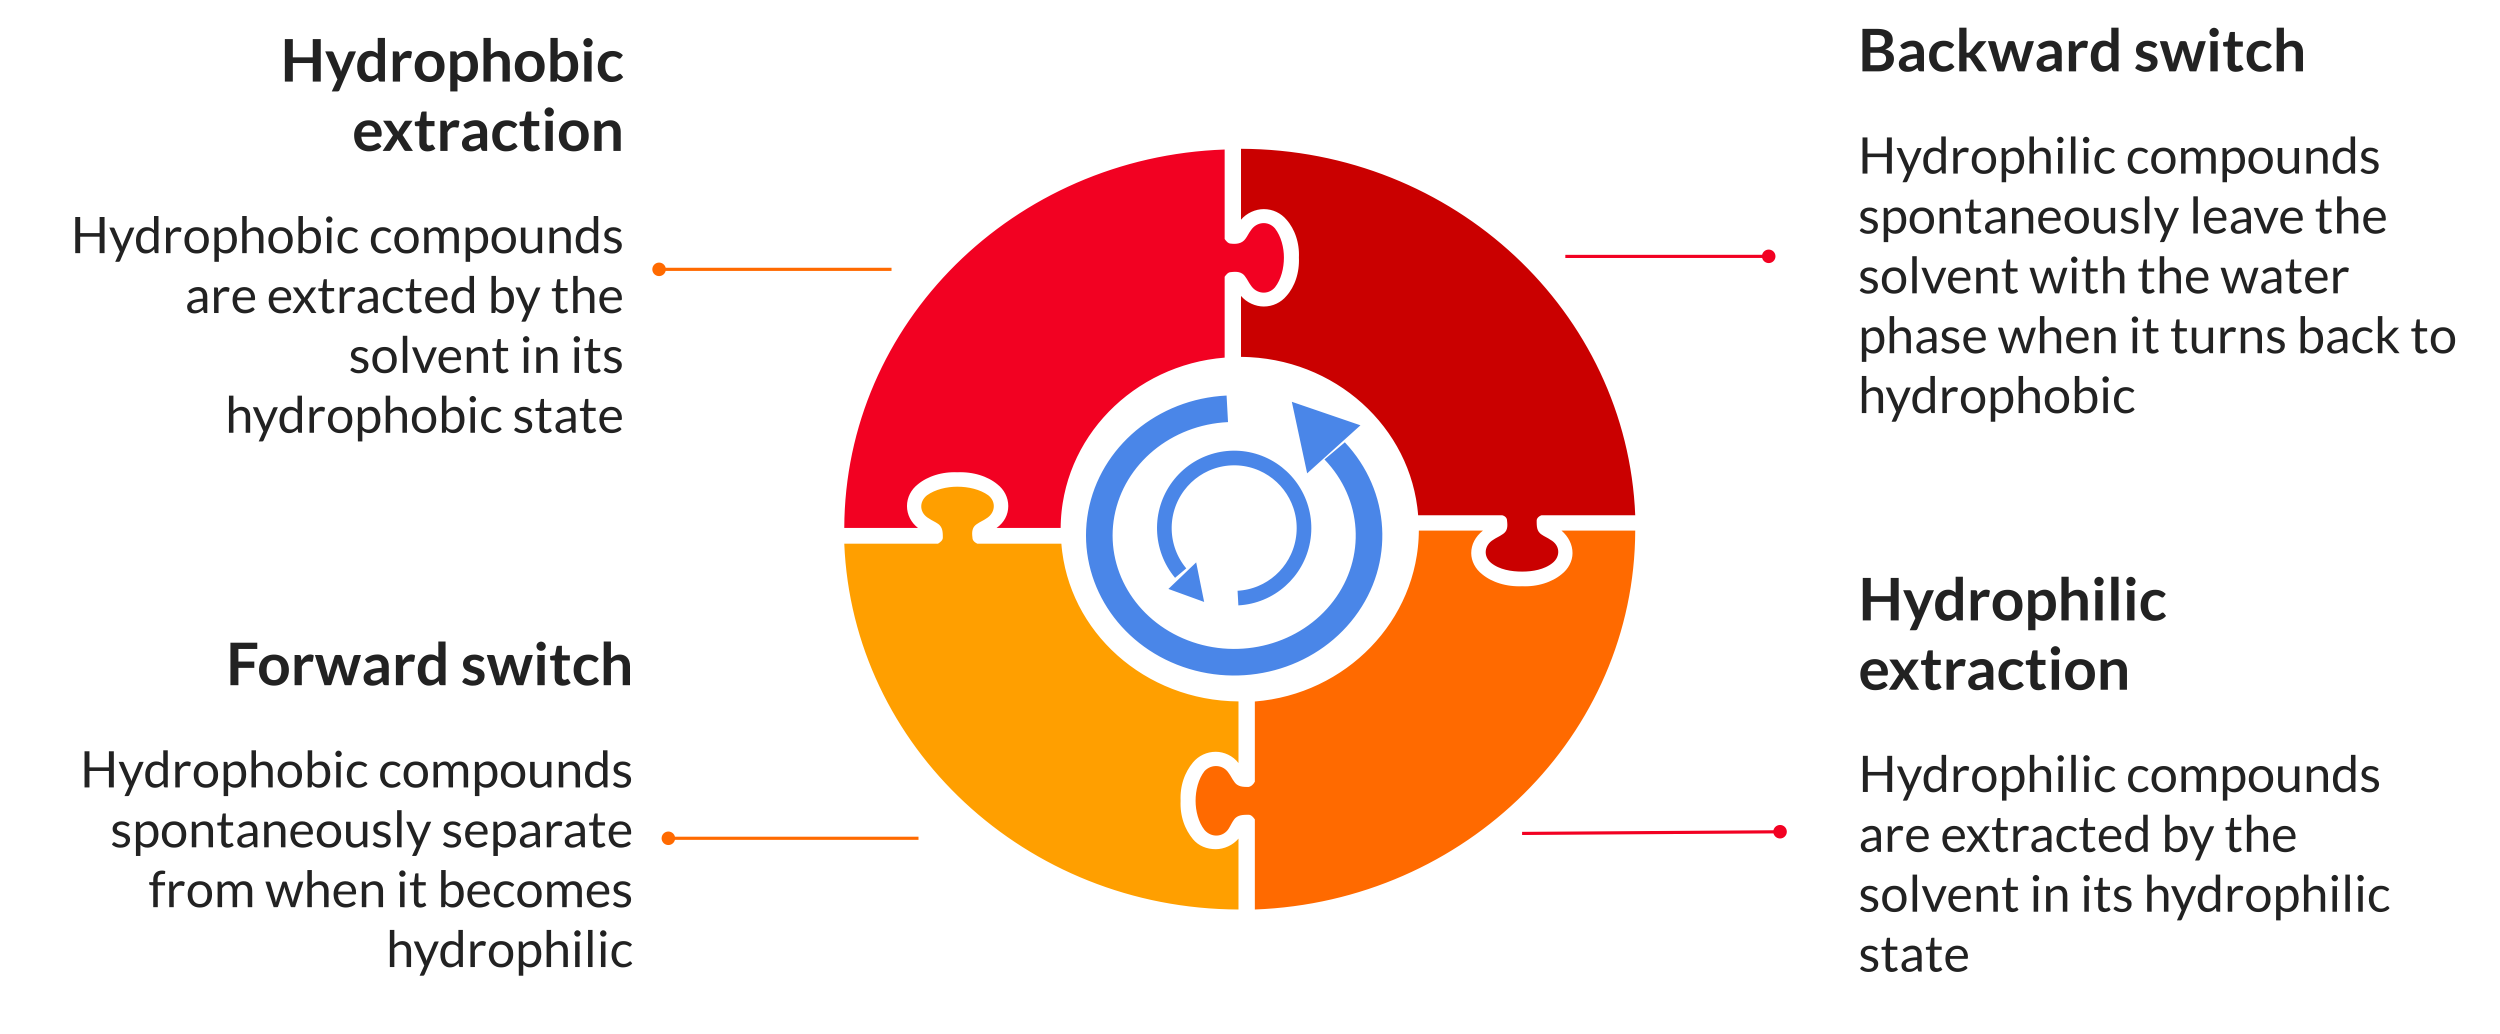 Hydrophobic
extraction
Hydrophobic compounds
are extracted by the
solvent in its
hydrophobic state
Backward switch
Hydrophobic compounds
spontaneously leave the
solvent with the water
phase when it turns back to
hydrophobic
Forward switch
Hydrophobic compounds
spontaneously separate
from when it becomes
hydrophilic
Hydrophilic
extraction
Hydrophilic compounds
are extracted by the
solvent in its hydrophilic
state